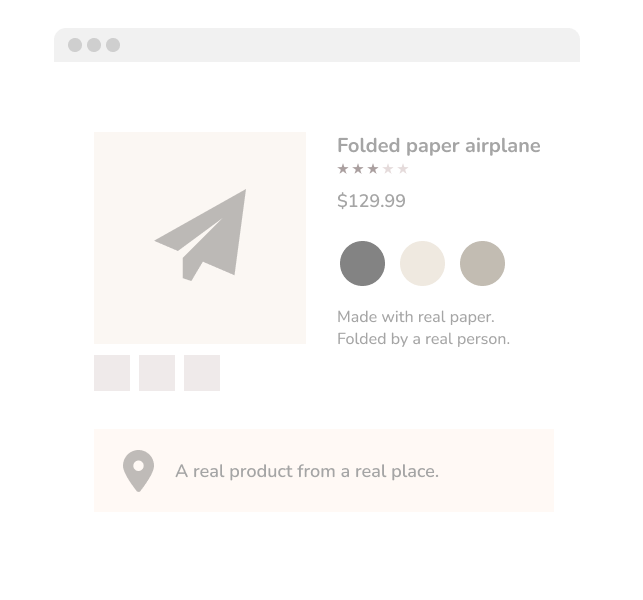 Folded paper airplane
$129.99
Made with real paper.
Folded by a real person.
A real product from a real place.